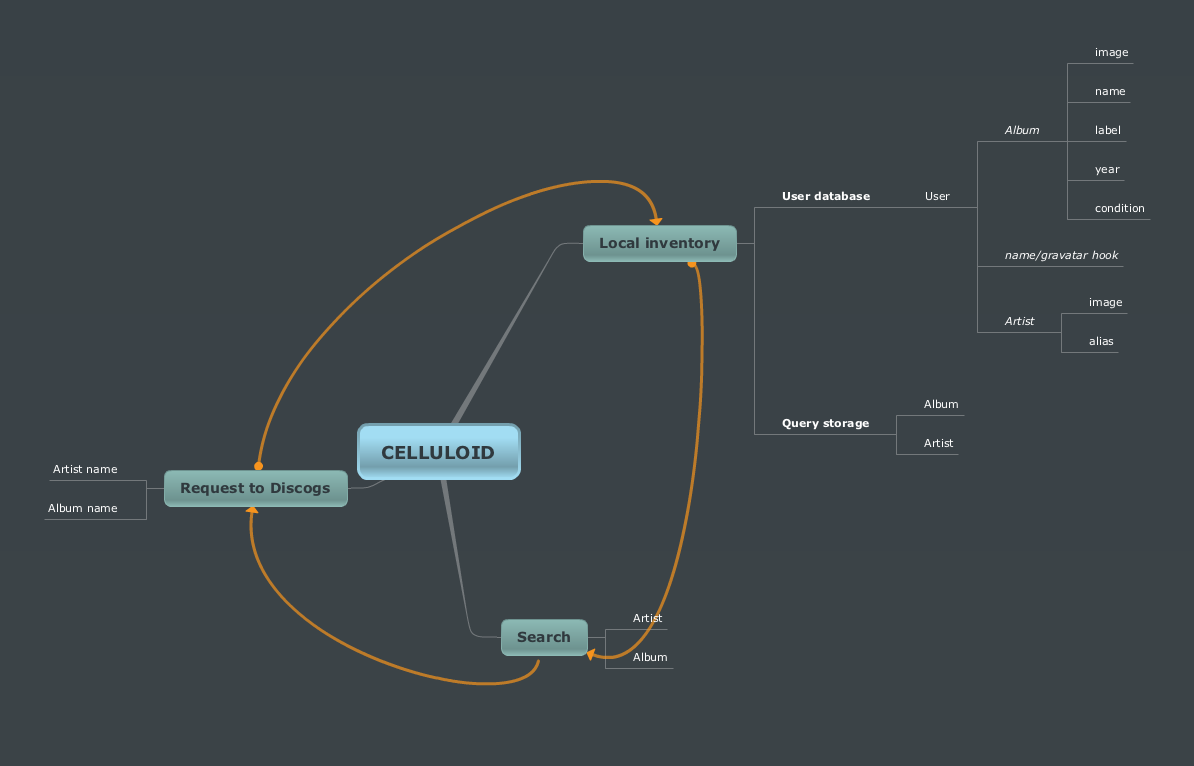 CELLULOID
Local inventory
User database
User
Album
image
name
label
year
condition
name/gravatar hook
Artist
image
alias
Query storage
Album
Artist
Request to Discogs
Artist name
Album name
Search
Artist
Album